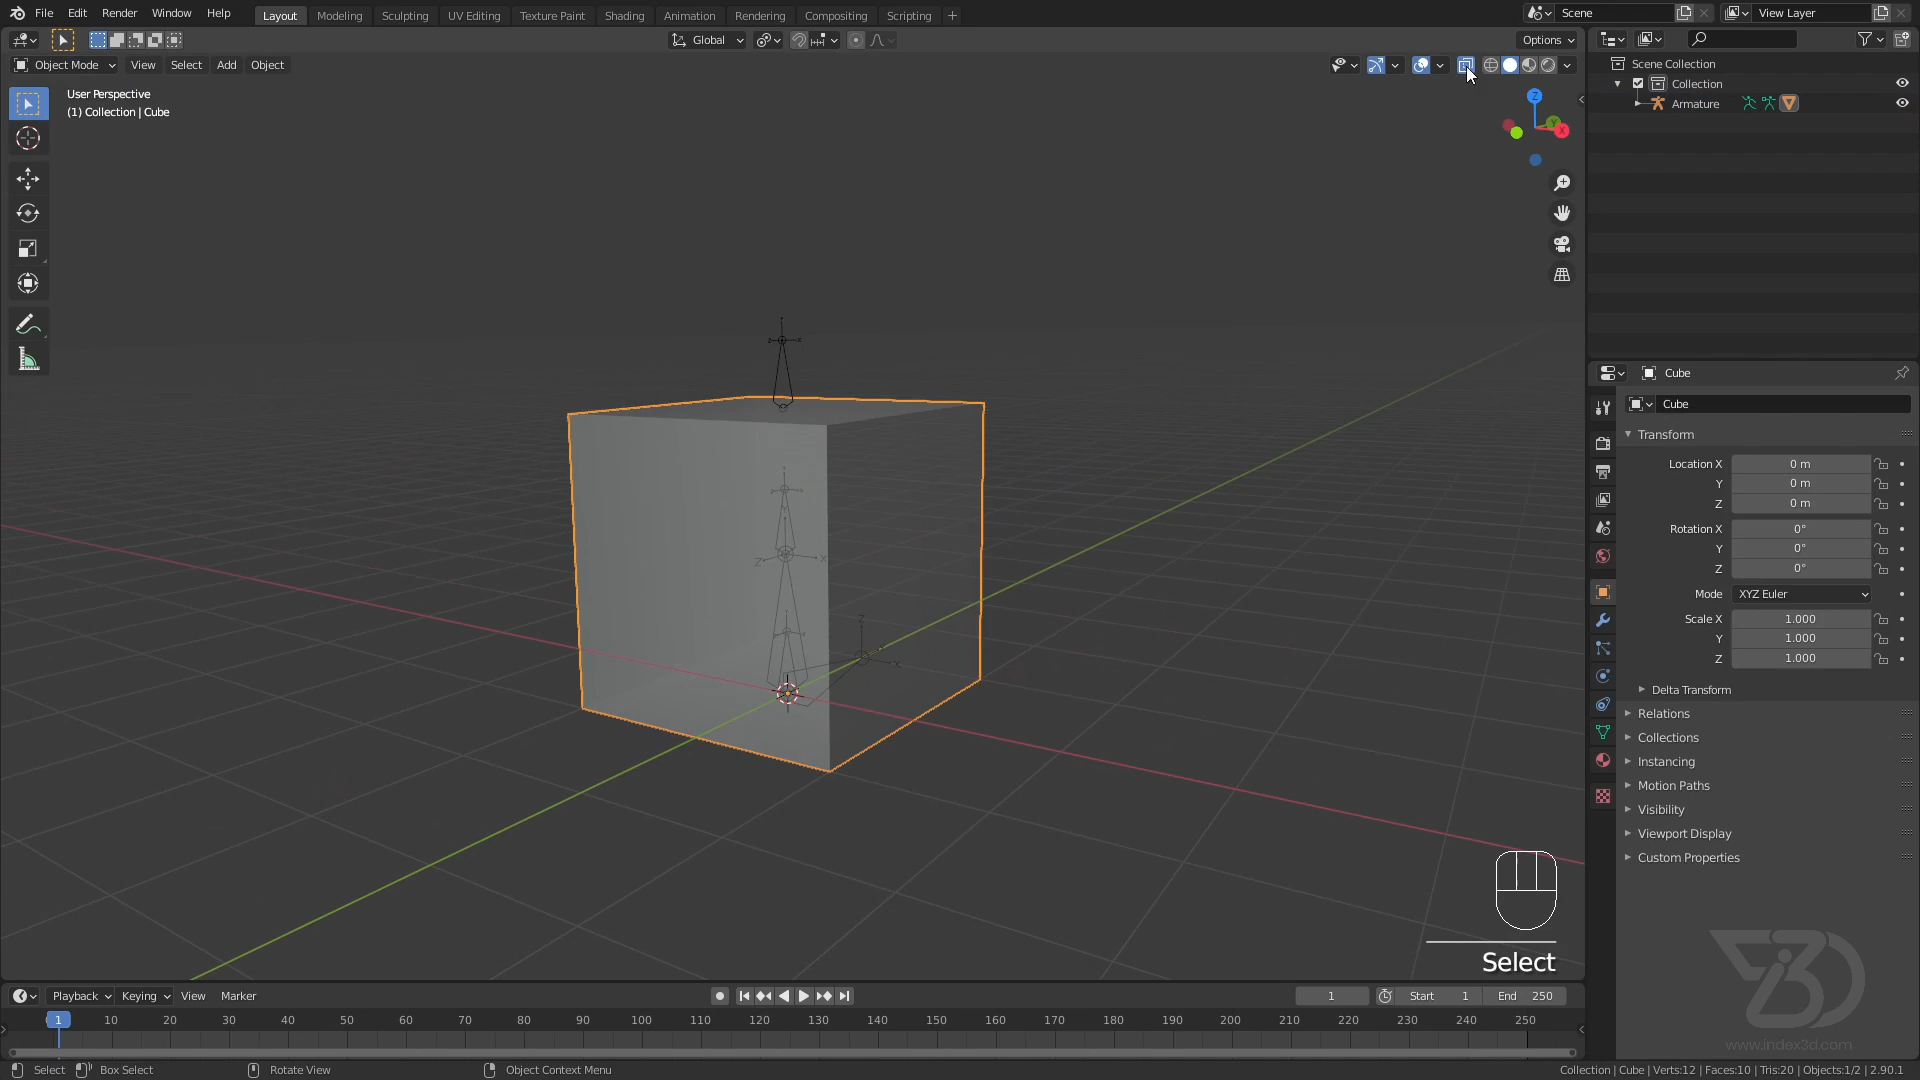 File Edit Render Window Help Layout Modeling Sculpting UV Editing Texture Paint Shading Animation Rendering Compositing Scripting + Scene View Layer
Global Options
Object Mode View Select Add Object
User Perspective
(1) Collection | Cube
Z
Y
X
Scene Collection
Collection
Armature
Cube
Cube
Transform
Location X 0 m
Y 0 m
Z 0 m
Rotation X 0°
Y 0°
Z 0°
Mode XYZ Euler
Scale X 1.000
Y 1.000
Z 1.000
Delta Transform
Relations
Collections
Instancing
Motion Paths
Visibility
Viewport Display
Custom Properties
Select
www.index3d.com
Playback Keying View Marker 1 Start 1 End 250
1 10 20 30 40 50 60 70 80 90 100 110 120 130 140 150 160 170 180 190 200 210 220 230 240 250
Select Box Select Rotate View Object Context Menu Collection | Cube | Verts:12 | Faces:10 | Tris:20 | Objects:1/2 | 2.90.1